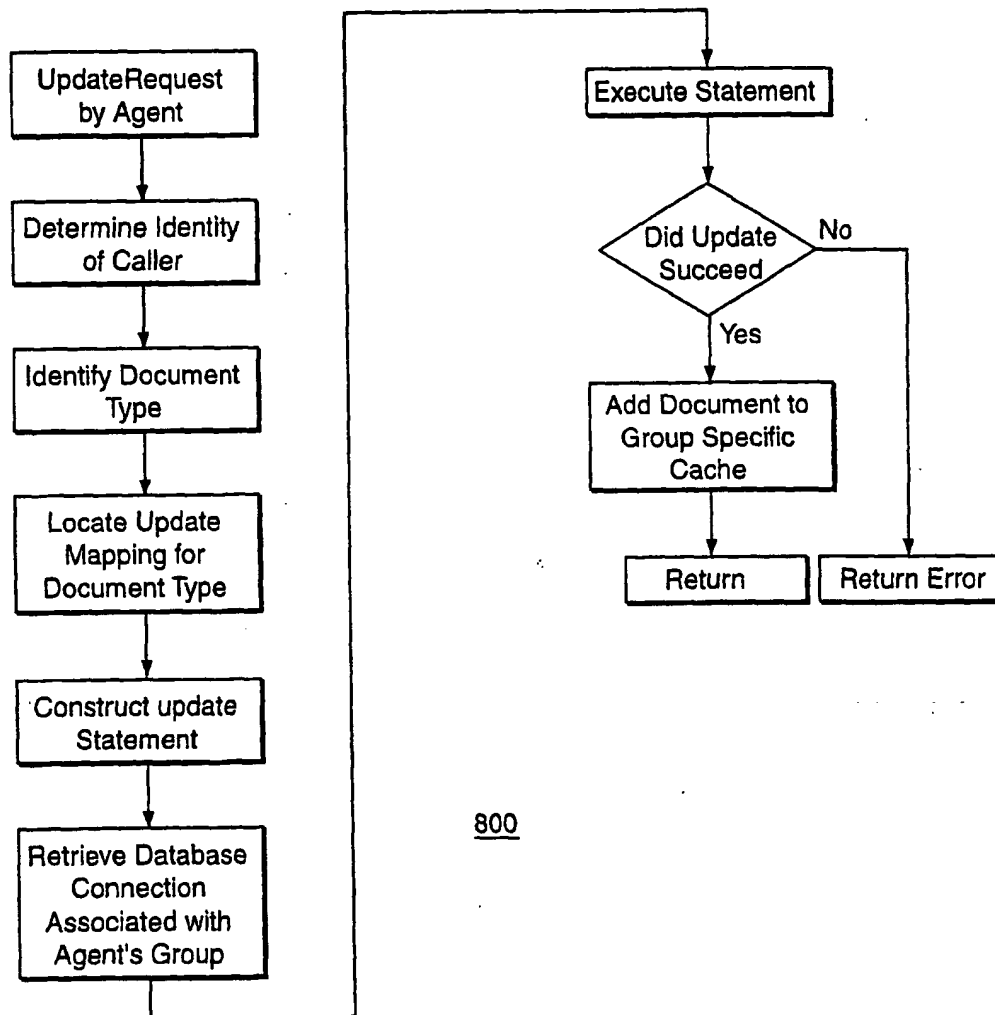 UpdateRequest
by Agent
Determine Identity
of Caller
Identify Document
Type
Locate Update
Mapping for
Document Type
Construct update
Statement
Retrieve Database
Connection
Associated with
Agent's Group
Execute Statement
Did Update
Succeed
No
Yes
Add Document to
Group Specific
Cache
Return
Return Error
800